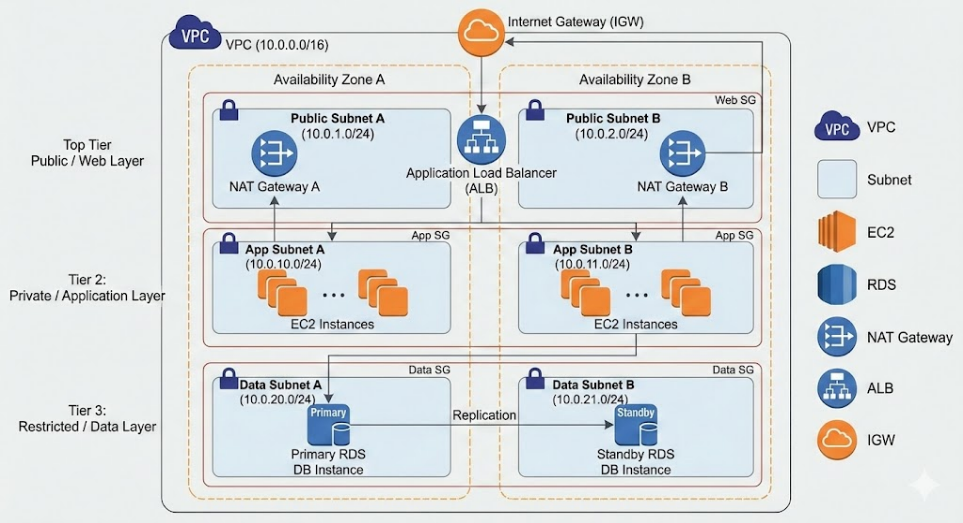 Internet Gateway (IGW)
VPC
VPC (10.0.0.0/16)
Availability Zone A
Availability Zone B
Web SG
Top Tier
Public / Web Layer
Public Subnet A
(10.0.1.0/24)
NAT Gateway A
Application Load Balancer
(ALB)
Public Subnet B
(10.0.2.0/24)
NAT Gateway B
App SG
App SG
Tier 2:
Private / Application Layer
App Subnet A
(10.0.10.0/24)
...
EC2 Instances
App Subnet B
(10.0.11.0/24)
...
EC2 Instances
Data SG
Data SG
Tier 3:
Restricted / Data Layer
Data Subnet A
(10.0.20.0/24)
Primary
Primary RDS
DB Instance
Replication
Data Subnet B
(10.0.21.0/24)
Standby
Standby RDS
DB Instance
VPC
VPC
Subnet
EC2
RDS
NAT Gateway
ALB
IGW